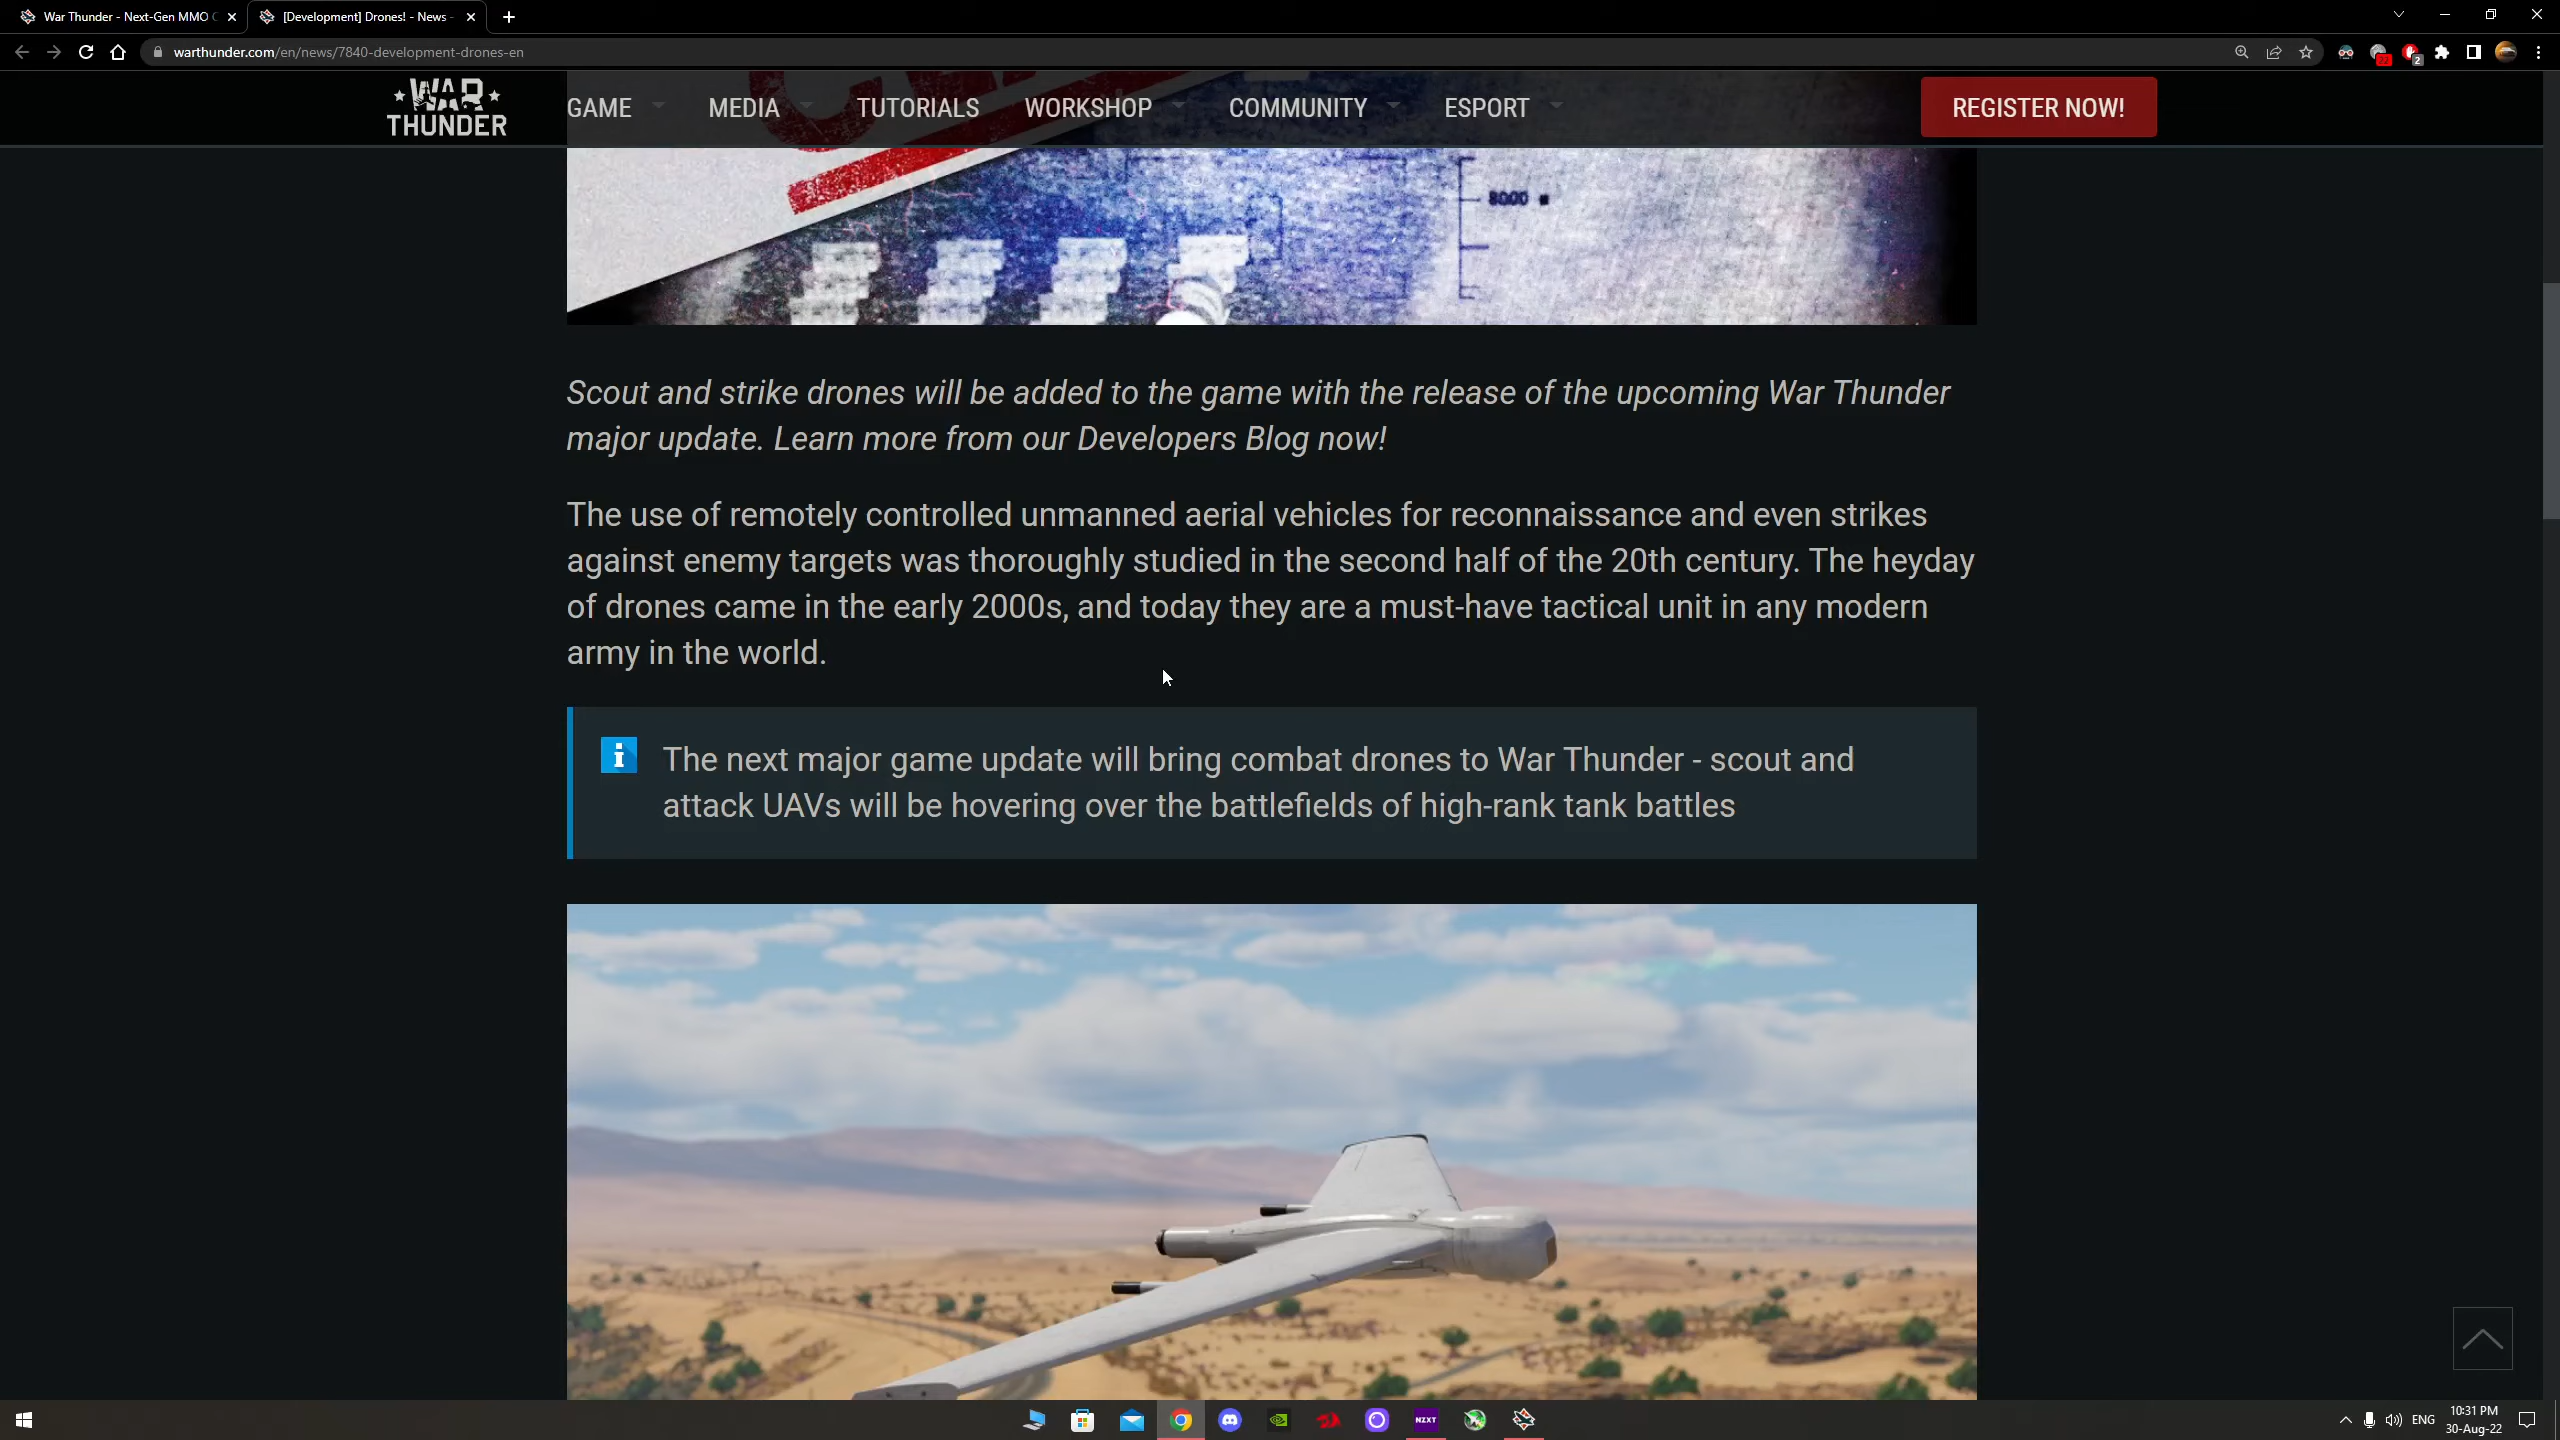 War Thunder - Next-Gen MMO
[Development] Drones! - News -
warthunder.com/en/news/7840-development-drones-en
22
2
WAR
THUNDER
GAME
MEDIA
TUTORIALS
WORKSHOP
COMMUNITY
ESPORT
REGISTER NOW!
8000
Scout and strike drones will be added to the game with the release of the upcoming War Thunder
major update. Learn more from our Developers Blog now!
The use of remotely controlled unmanned aerial vehicles for reconnaissance and even strikes
against enemy targets was thoroughly studied in the second half of the 20th century. The heyday
of drones came in the early 2000s, and today they are a must-have tactical unit in any modern
army in the world.
The next major game update will bring combat drones to War Thunder - scout and
attack UAVs will be hovering over the battlefields of high-rank tank battles
NZXT
ENG
10:31 PM
30-Aug-22